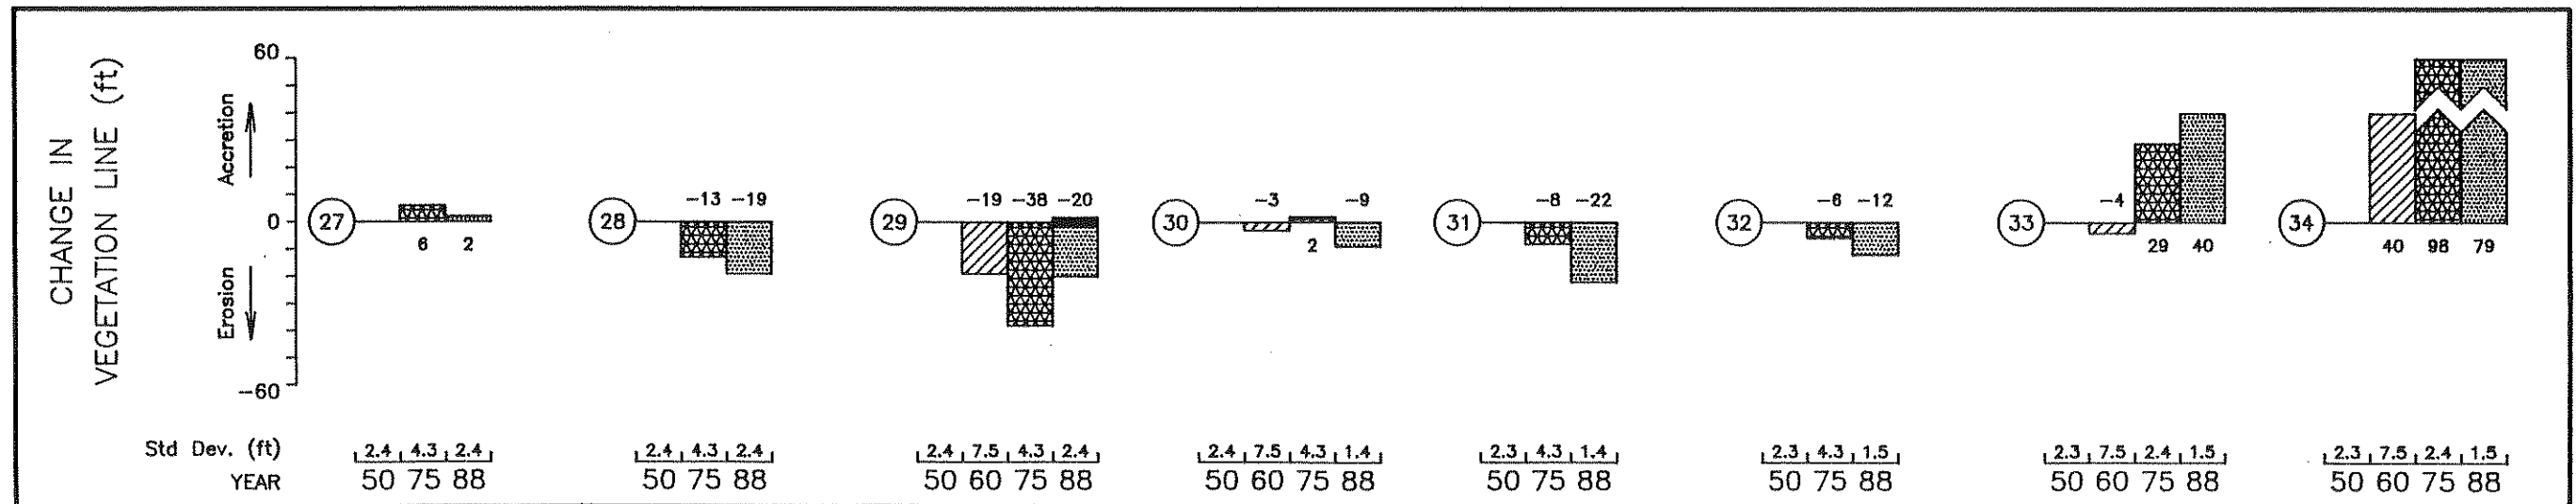 CHANGE IN
VEGETATION LINE (ft)
Accretion
Erosion
60
0
-60
27
6 2
28
-13 -19
29
-19 -38 -20
30
-3 -9
2
31
-8 -22
32
-6 -12
33
-4
29 40
34
40 98 79
Std Dev. (ft)
2.4 4.3 2.4
2.4 4.3 2.4
2.4 7.5 4.3 2.4
2.4 7.5 4.3 1.4
2.3 4.3 1.4
2.3 4.3 1.5
2.3 7.5 2.4 1.5
2.3 7.5 2.4 1.5
YEAR
50 75 88
50 75 88
50 60 75 88
50 60 75 88
50 75 88
50 75 88
50 60 75 88
50 60 75 88